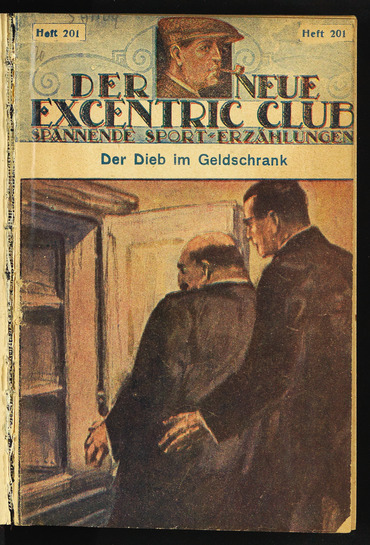 Heft 201
Heft 201
DER NEUE
EXCENTRIC CLUB
SPANNENDE SPORT-ERZÄHLUNGEN
Der Dieb im Geldschrank